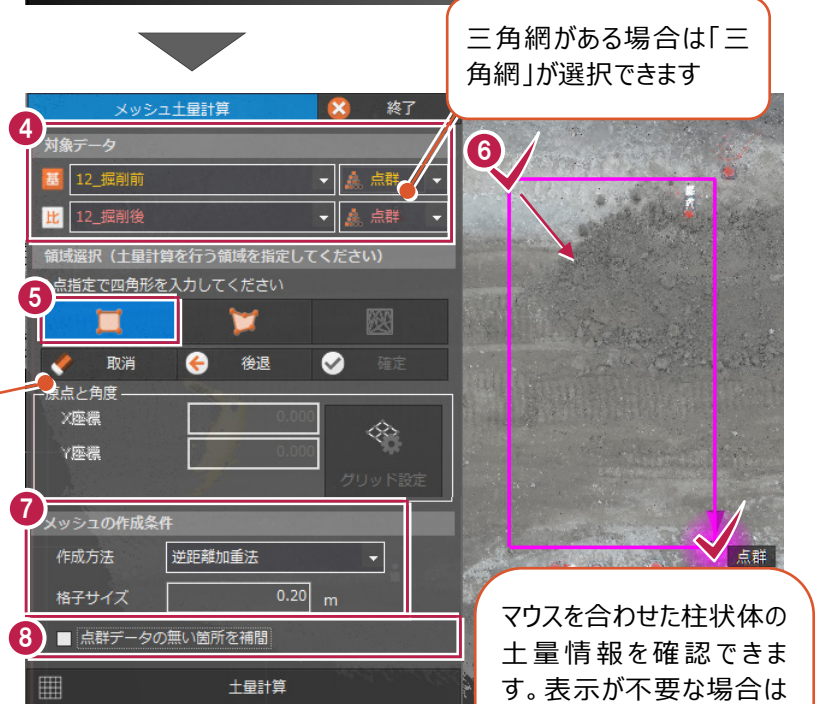 三角網がある場合は「三
角網」が選択できます
メッシュ土量計算
終了
4
対象データ
基 12_掘削前 点群
比 12_掘削後 点群
6
領域選択（土量計算を行う領域を指定してください）
点指定で四角形を入力してください
5
取消 後退 確定
原点と角度
X座標 0.000
Y座標 0.000
グリッド設定
7
メッシュの作成条件
作成方法 逆距離加重法
格子サイズ 0.20 m
点群
8
点群データの無い箇所を補間
土量計算
マウスを合わせた柱状体の
土量情報を確認できま
す。表示が不要な場合は